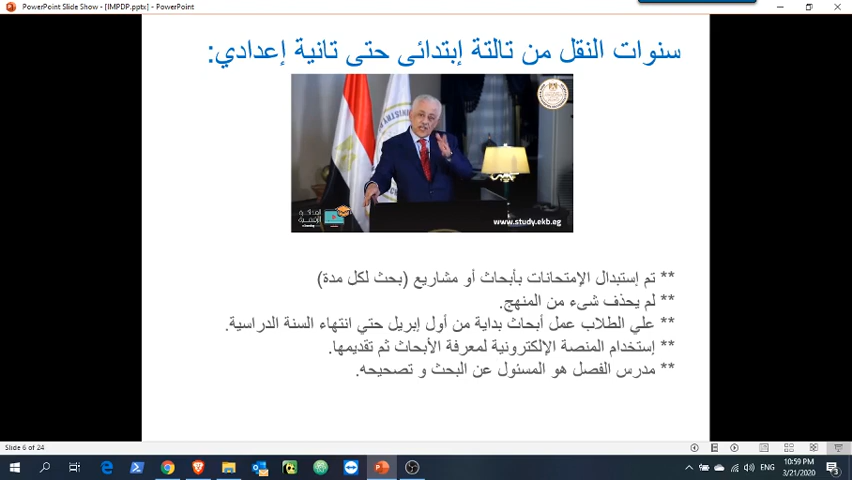 PowerPoint Slide Show - [IMPDP.pptx] - PowerPoint
سنوات النقل من تالتة إبتدائى حتى تانية إعدادي:
www.study.ekb.eg
** تم إستبدال الإمتحانات بأبحاث أو مشاريع (بحث لكل مدة)
** لم يحذف شىء من المنهج.
** علي الطلاب عمل أبحاث بداية من أول إبريل حتي انتهاء السنة الدراسية.
** إستخدام المنصة الإلكترونية لمعرفة الأبحاث ثم تقديمها.
** مدرس الفصل هو المسئول عن البحث و تصحيحه.
Slide 6 of 24
ENG
10:59 PM
3/21/2020